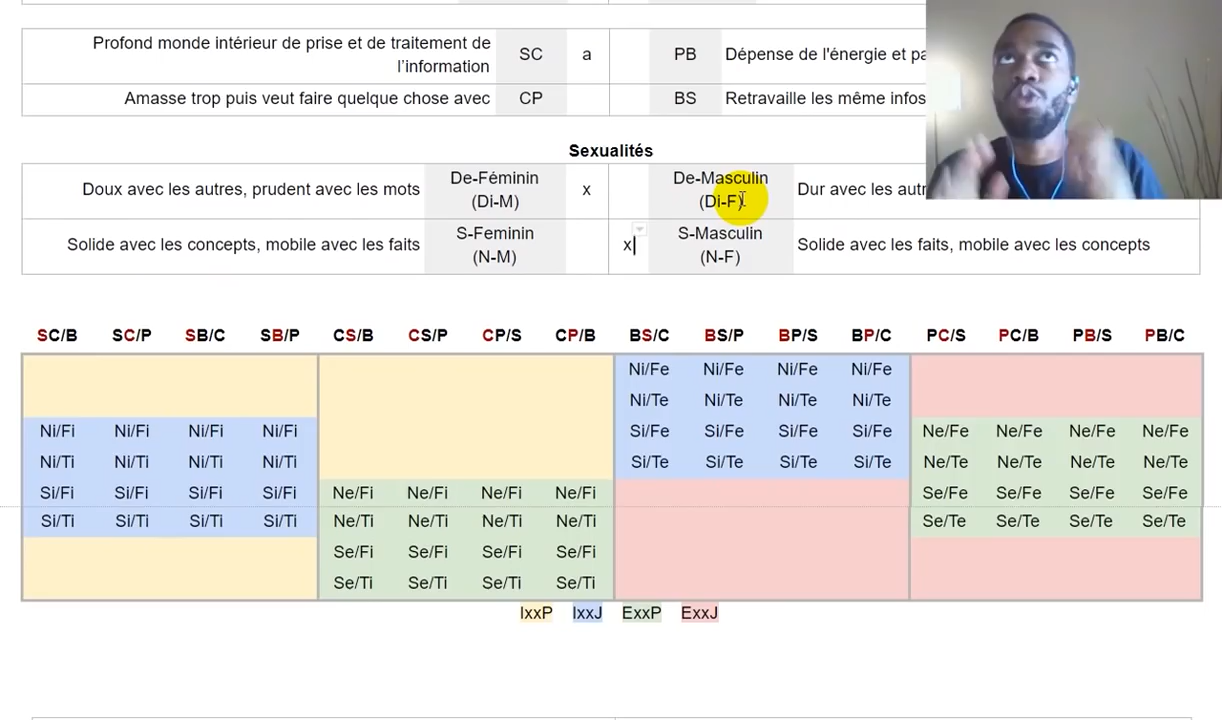 Profond monde intérieur de prise et de traitement de
l'information
SC
a
PB
Dépense de l'énergie et
Amasse trop puis veut faire quelque chose avec
CP
BS
Retravaille les même infos
Sexualités
Doux avec les autres, prudent avec les mots
De-Féminin
(Di-M)
x
De-Masculin
(Di-F)
Dur avec les
Solide avec les concepts, mobile avec les faits
S-Feminin
(N-M)
x
S-Masculin
(N-F)
Solide avec les faits, mobile avec les concepts
SC/B SC/P SB/C SB/P CS/B CS/P CP/S CP/B BS/C BS/P BP/S BP/C PC/S PC/B PB/S PB/C
Ni/Fe Ni/Fe Ni/Fe Ni/Fe
Ni/Te Ni/Te Ni/Te Ni/Te
Ni/Fi Ni/Fi Ni/Fi Ni/Fi Si/Fe Si/Fe Si/Fe Si/Fe Ne/Fe Ne/Fe Ne/Fe Ne/Fe
Ni/Ti Ni/Ti Ni/Ti Ni/Ti Si/Te Si/Te Si/Te Si/Te Ne/Te Ne/Te Ne/Te Ne/Te
Si/Fi Si/Fi Si/Fi Si/Fi Ne/Fi Ne/Fi Ne/Fi Ne/Fi Se/Fe Se/Fe Se/Fe Se/Fe
Si/Ti Si/Ti Si/Ti Si/Ti Ne/Ti Ne/Ti Ne/Ti Ne/Ti Se/Te Se/Te Se/Te Se/Te
Se/Fi Se/Fi Se/Fi Se/Fi
Se/Ti Se/Ti Se/Ti Se/Ti
IxxP IxxJ ExxP ExxJ